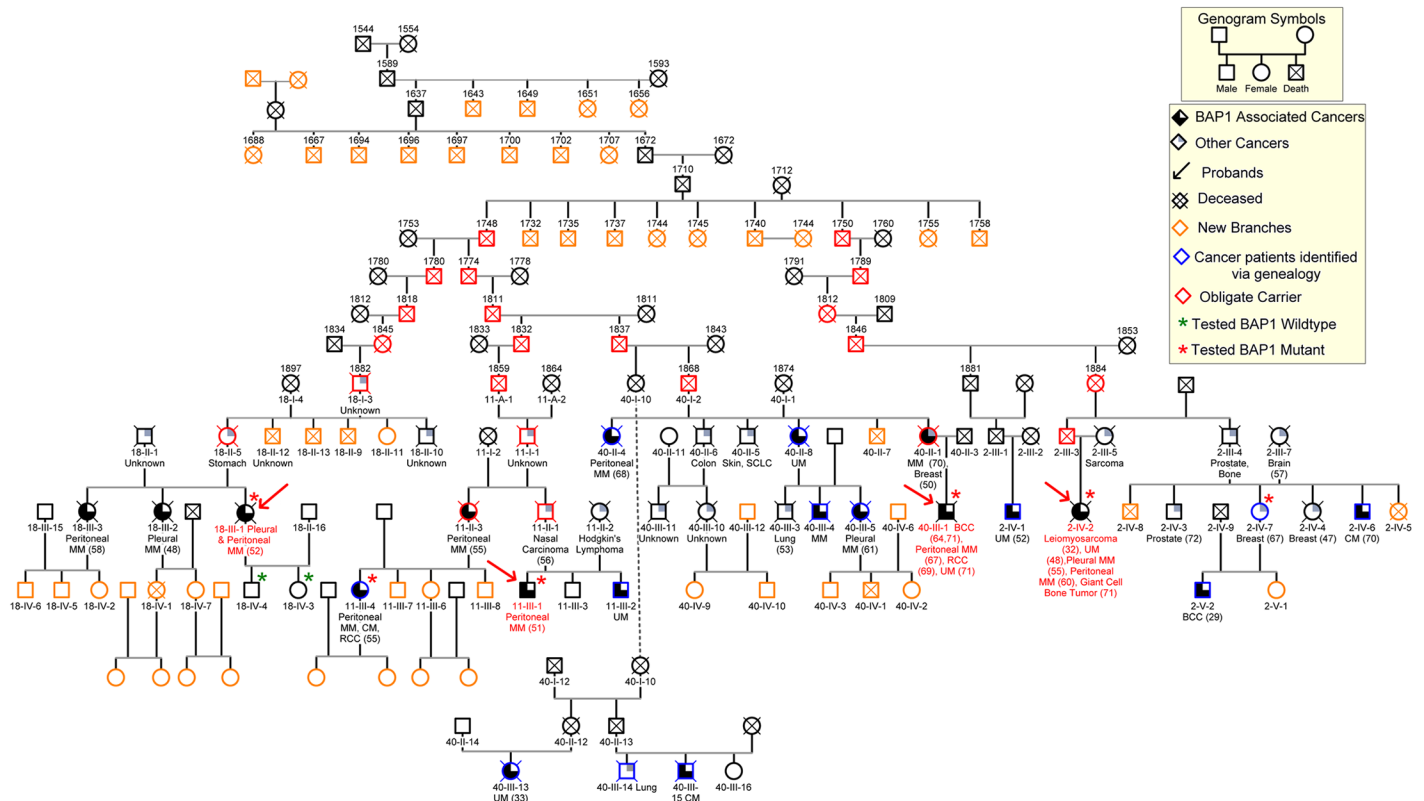 Genogram Symbols
Male Female Death
BAP1 Associated Cancers
Other Cancers
Probands
Deceased
New Branches
Cancer patients identified
via genealogy
Obligate Carrier
* Tested BAP1 Wildtype
* Tested BAP1 Mutant
1544 1554
1589 1593
1637 1643 1649 1651 1656
1688 1667 1694 1696 1697 1700 1702 1707 1672 1672
1710 1712
1753 1748 1732 1735 1737 1744 1745 1740 1744 1750 1760 1755 1758
1780 1780 1774 1778 1791 1789
1812 1818 1811 1811 1812 1809
1834 1845 1833 1832 1837 1843 1846 1853
1897 1882 1859 1864 1868 1874 1881 1884
18-I-4 18-I-3 11-A-1 11-A-2 40-I-10 40-I-2 40-I-1
Unknown
18-II-1 18-II-5 18-II-12 18-II-13 18-II-9 18-II-11 18-II-10 11-I-2 11-I-1 40-II-4 40-II-11 40-II-6 40-II-5 40-II-8 40-II-7 40-II-1 40-II-3 2-III-1 2-III-2 2-III-3 2-III-5 2-III-4 2-III-7
Unknown Stomach Unknown Unknown Unknown Peritoneal Colon Skin, SCLC UM MM (70), Sarcoma Prostate, Brain
MM (68) Breast Bone (57)
(50)
* * *
18-III-15 18-III-3 18-III-2 18-III-1 Pleural 18-II-16 11-II-3 11-II-1 11-II-2 40-III-11 40-III-10 40-III-12 40-III-3 40-III-4 40-III-5 40-IV-6 40-III-1 BCC 2-IV-1 2-IV-2 2-IV-8 2-IV-3 2-IV-9 2-IV-7 * 2-IV-4 2-IV-6 2-IV-5
Peritoneal Pleural & Peritoneal Peritoneal Nasal Hodgkin's Unknown Unknown Lung MM Pleural (64,71), UM (52) Leiomyosarcoma Prostate (72) Breast (67) Breast (47) CM (70)
MM (58) MM (48) MM (52) MM (55) Carcinoma Lymphoma (53) MM (61) Peritoneal MM (32), UM
(56) (67), RCC (48),Pleural MM
(69), UM (71) (55), Peritoneal
MM (60), Giant Cell
Bone Tumor (71)
* * * *
18-IV-6 18-IV-5 18-IV-2 18-IV-1 18-IV-7 18-IV-4 18-IV-3 11-III-4 11-III-7 11-III-6 11-III-8 11-III-1 11-III-3 11-III-2 40-IV-9 40-IV-10 40-IV-3 40-IV-1 40-IV-2 2-V-2 2-V-1
Peritoneal Peritoneal UM BCC (29)
MM, CM, MM (51)
RCC (55)
40-I-12 40-I-10
40-II-14 40-II-12 40-II-13
40-III-13 40-III-14 Lung 40-III- 40-III-16
UM (33) 15 CM